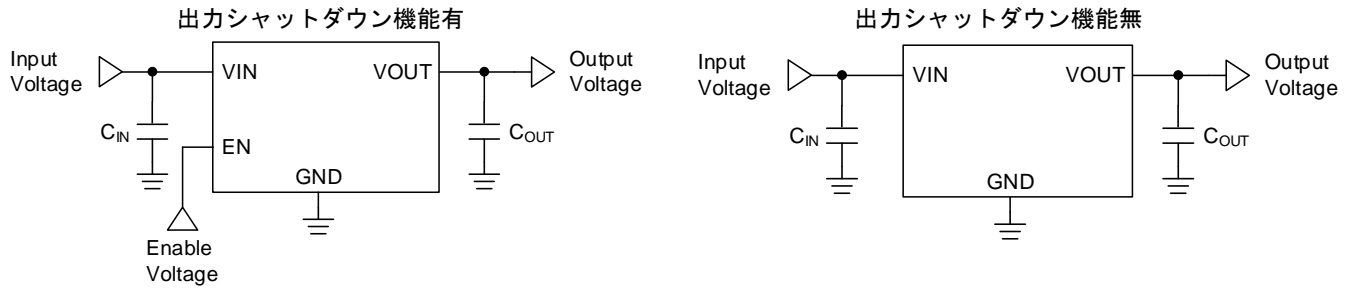 出力シャットダウン機能有
Input
Voltage
VIN
VOUT
Output
Voltage
CIN
EN
COUT
GND
Enable
Voltage
出力シャットダウン機能無
Input
Voltage
VIN
VOUT
Output
Voltage
CIN
COUT
GND